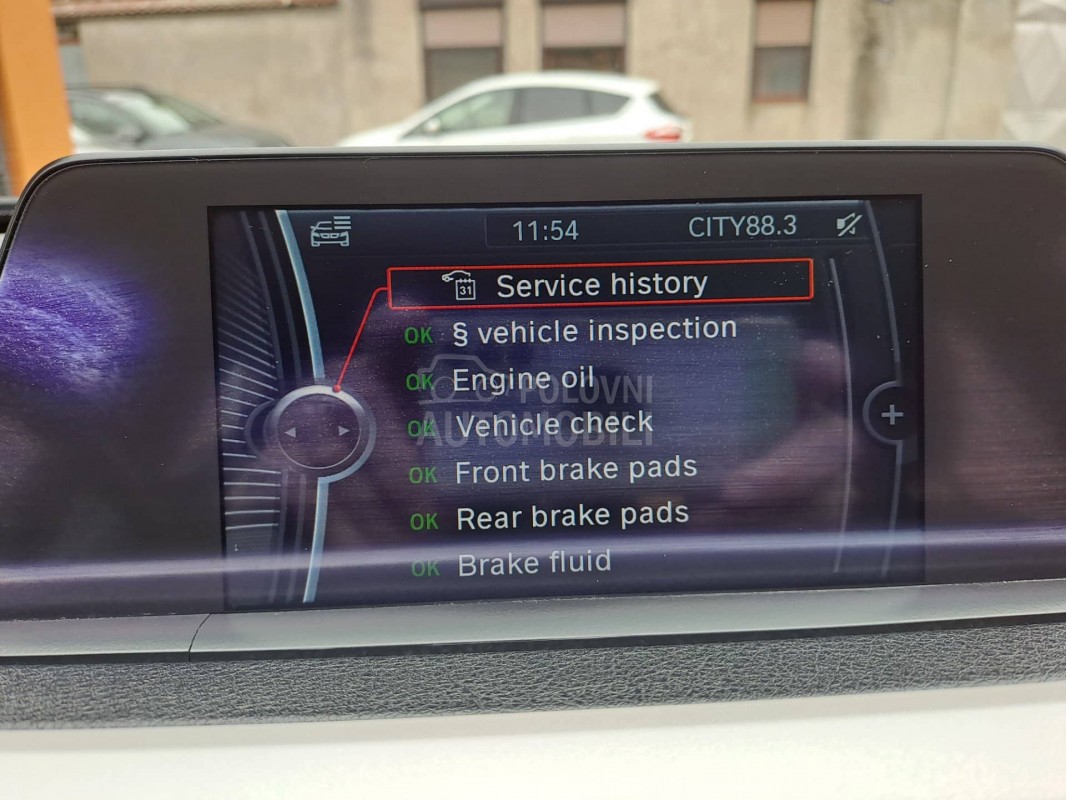 11:54
CITY88.3
31
Service history
OK § vehicle inspection
OK Engine oil
OK Vehicle check
OK Front brake pads
OK Rear brake pads
OK Brake fluid
POLOVNI
AUTOMOBILI